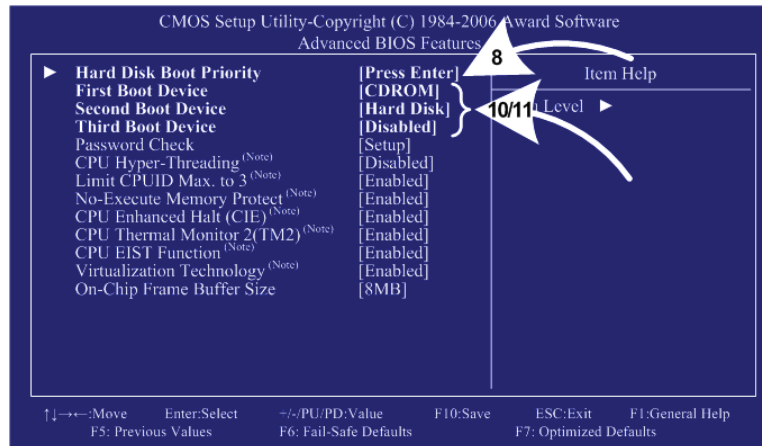 CMOS Setup Utility-Copyright (C) 1984-2006 Award Software
Advanced BIOS Features
▶ Hard Disk Boot Priority [Press Enter]
First Boot Device [CDROM]
Second Boot Device [Hard Disk]
Third Boot Device [Disabled]
Password Check [Setup]
CPU Hyper-Threading (Note) [Disabled]
Limit CPUID Max. to 3 (Note) [Enabled]
No-Execute Memory Protect (Note) [Enabled]
CPU Enhanced Halt (CIE) (Note) [Enabled]
CPU Thermal Monitor 2(TM2) (Note) [Enabled]
CPU EIST Function (Note) [Enabled]
Virtualization Technology (Note) [Enabled]
On-Chip Frame Buffer Size [8MB]
8
Item Help
10/11
Level ▶
↑↓→←:Move Enter:Select +/-/PU/PD:Value F10:Save ESC:Exit F1:General Help
F5: Previous Values F6: Fail-Safe Defaults F7: Optimized Defaults